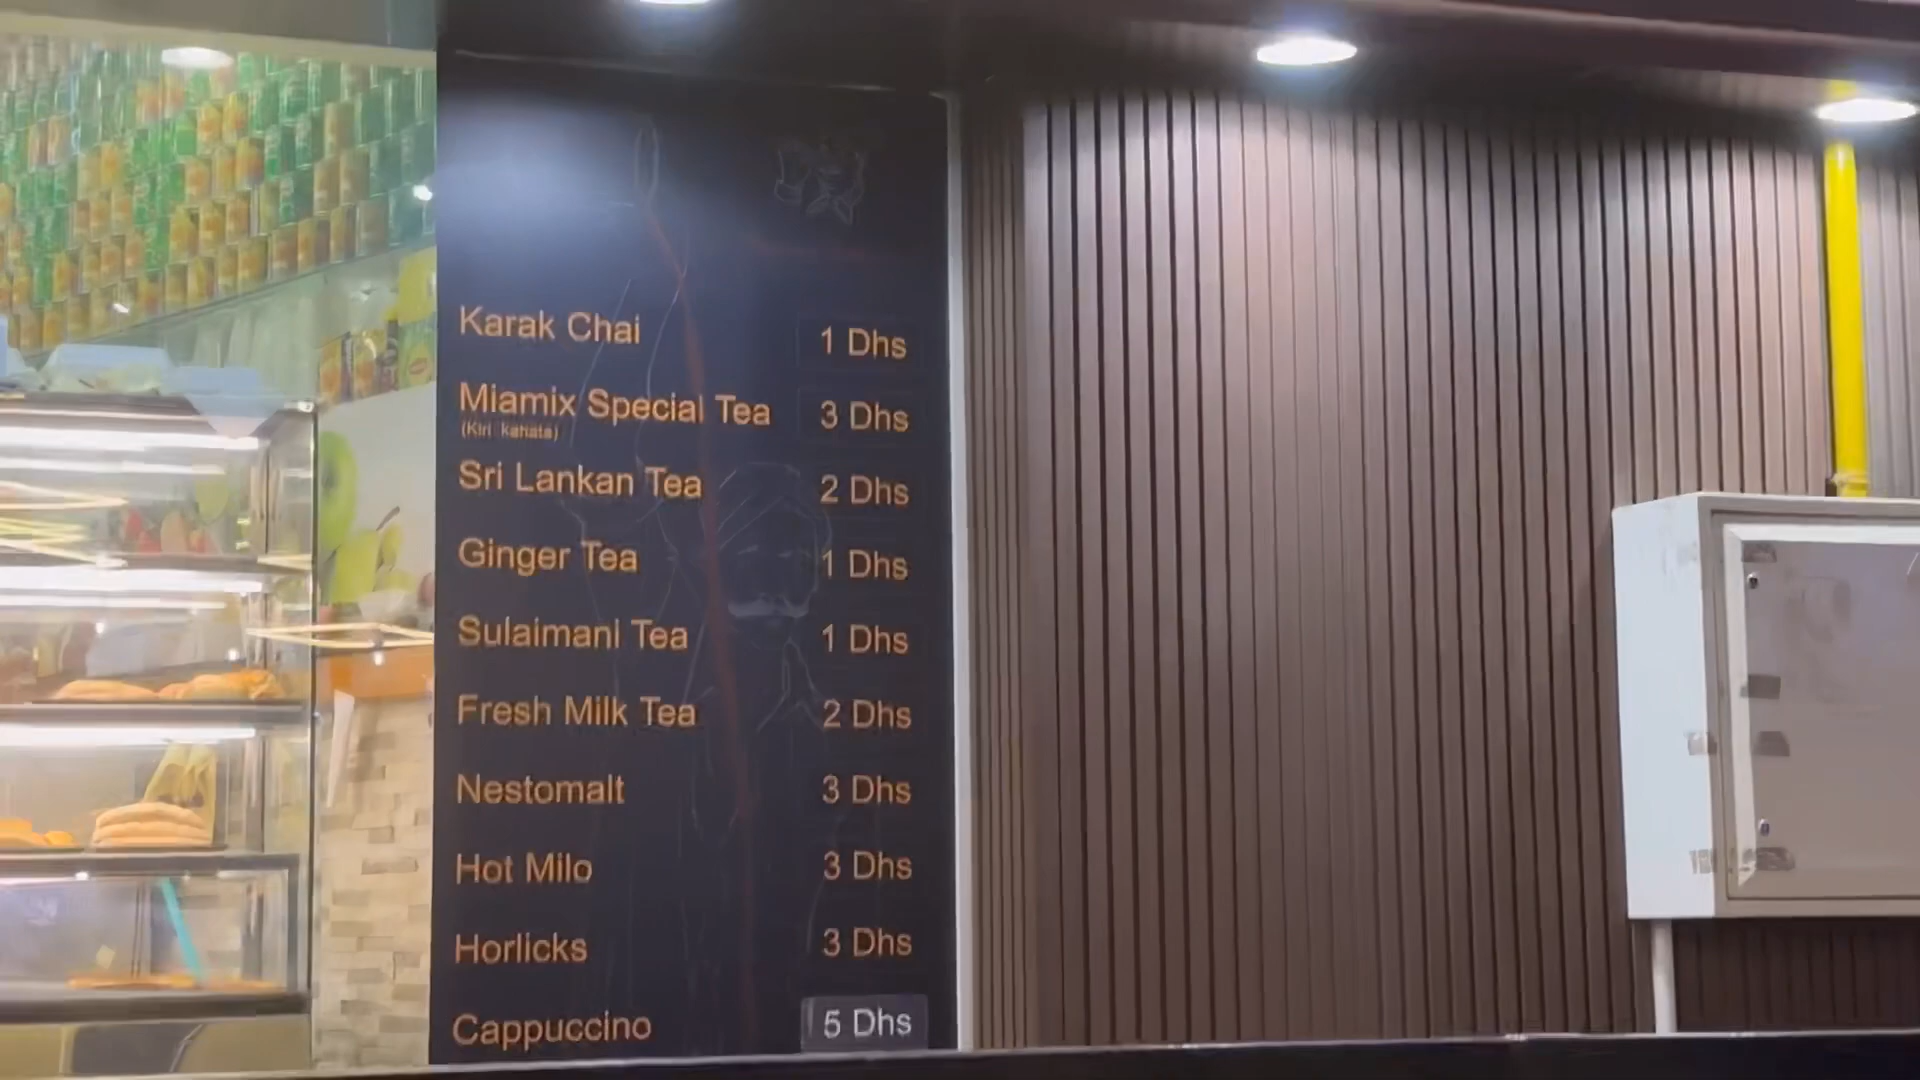 Karak Chai 1 Dhs
Miamix Special Tea 3 Dhs
(Kiri kahata)
Sri Lankan Tea 2 Dhs
Ginger Tea 1 Dhs
Sulaimani Tea 1 Dhs
Fresh Milk Tea 2 Dhs
Nestomalt 3 Dhs
Hot Milo 3 Dhs
Horlicks 3 Dhs
Cappuccino 5 Dhs